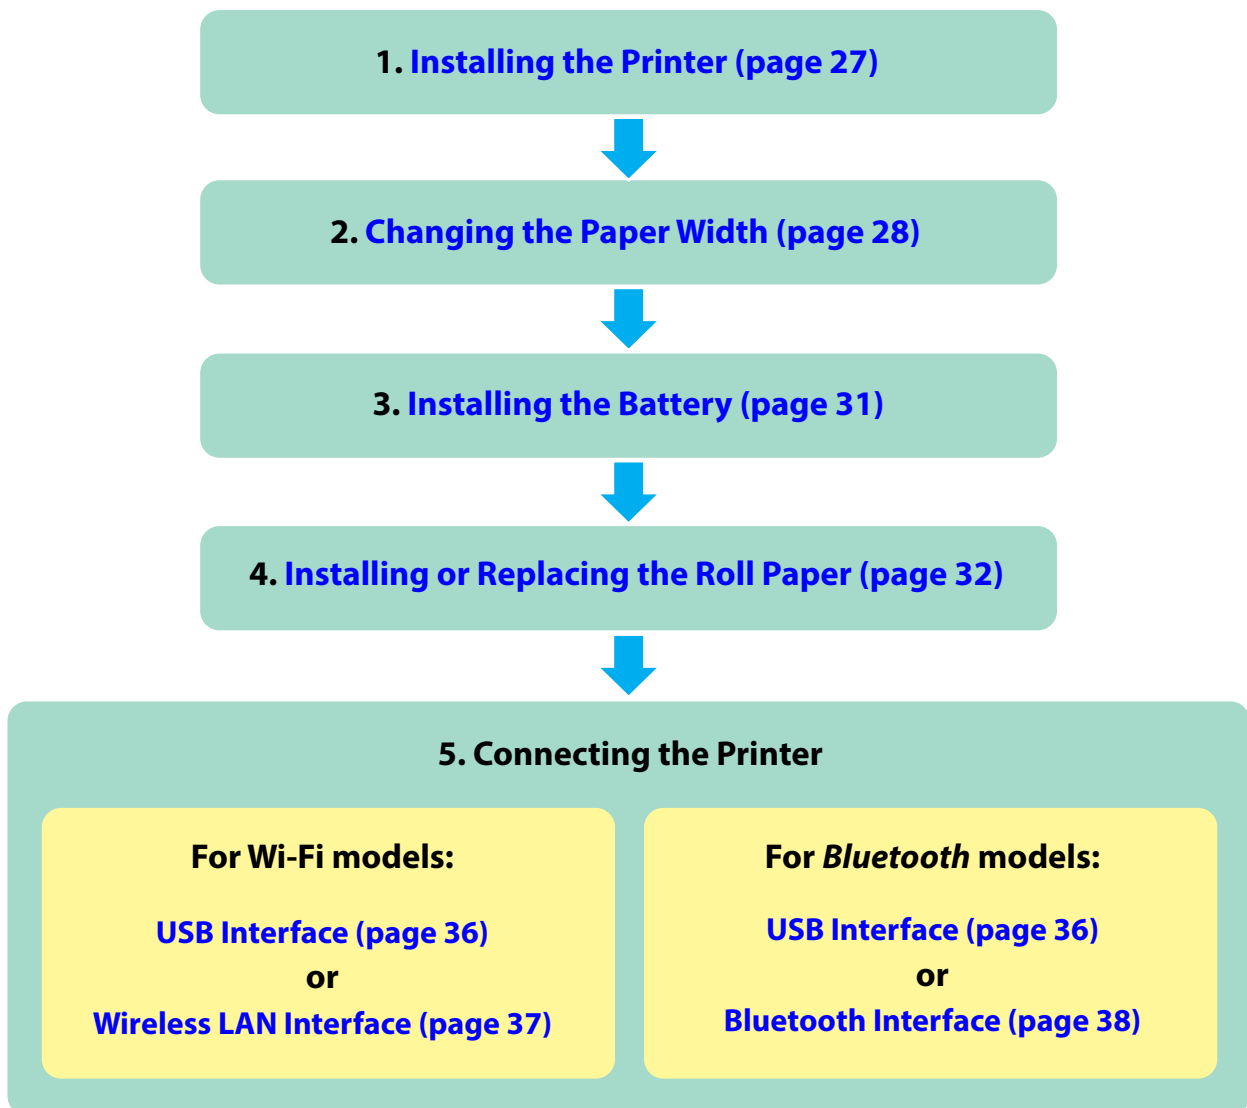 1. Installing the Printer (page 27)
2. Changing the Paper Width (page 28)
3. Installing the Battery (page 31)
4. Installing or Replacing the Roll Paper (page 32)
5. Connecting the Printer
For Wi-Fi models:
USB Interface (page 36)
or
Wireless LAN Interface (page 37)
For Bluetooth models:
USB Interface (page 36)
or
Bluetooth Interface (page 38)